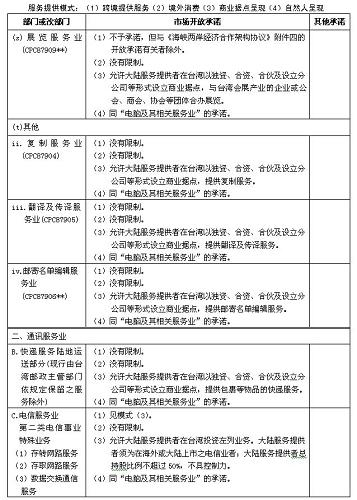 服务提供模式：（1）跨境提供服务（2）境外消费（3）商业据点呈现（4）自然人呈现
部门或次部门
市场开放承诺
其他承诺
(s)展览服务业
(CPC87909**)
（1）不予承诺，但与《海峡两岸经济合作架构协议》附件四的
开放承诺有关者除外。
（2）没有限制。
（3）允许大陆服务提供者在台湾以独资、合资、合伙及设立分
公司等形式设立商业据点，与台湾会展产业的企业或公
会、商会、协会等团体合办展览。
（4）同“电脑及其相关服务业”的承诺。
(t)其他
ii.复制服务业
(CPC87904)
（1）没有限制。
（2）没有限制。
（3）允许大陆服务提供者在台湾以独资、合资、合伙及设立分
公司等形式设立商业据点，提供复制服务。
（4）同“电脑及其相关服务业”的承诺。
iii.翻译及传译服
务业(CPC87905)
（1）没有限制。
（2）没有限制。
（3）允许大陆服务提供者在台湾以独资、合资、合伙及设立分
公司等形式设立商业据点，提供翻译及传译服务。
（4）同“电脑及其相关服务业”的承诺。
iv.邮寄名单编辑服
务业
(CPC87906**)
（1）没有限制。
（2）没有限制。
（3）允许大陆服务提供者在台湾以独资、合资、合伙及设立分
公司等形式设立商业据点，提供邮寄名单编辑服务。
（4）同“电脑及其相关服务业”的承诺。
二、通讯服务业
B.快递服务陆地运
送部分(现行由台
湾邮政主管部门
依规定保留之服
务除外)
（1）没有限制。
（2）没有限制。
（3）允许大陆服务提供者在台湾以独资、合资、合伙及设立分
公司等形式设立商业据点，提供包裹等物品的快递服务。
（4）同“电脑及其相关服务业”的承诺。
C.电信服务业
第二类电信事业
特殊业务
（1）存转网路服务
（2）存取网路服务
（3）数据交换通信
服务
（1）见模式（3）。
（2）没有限制。
（3）允许大陆服务提供者在台湾投资左列业务。大陆服务提供
者须为在海外或大陆上市之电信业者；大陆服务提供者总
持股比例不超过50%，不具控制力。
（4）同“电脑及其相关服务业”的承诺。